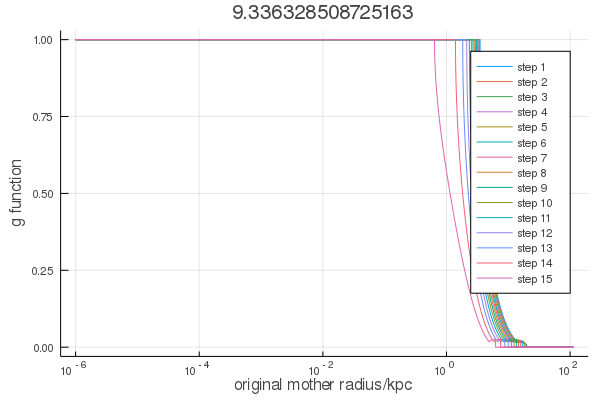 9.336328508725163
g function
1.00
0.75
0.50
0.25
0.00
step 1
step 2
step 3
step 4
step 5
step 6
step 7
step 8
step 9
step 10
step 11
step 12
step 13
step 14
step 15
10⁻⁶ 10⁻⁴ 10⁻² 10⁰ 10²
original mother radius/kpc